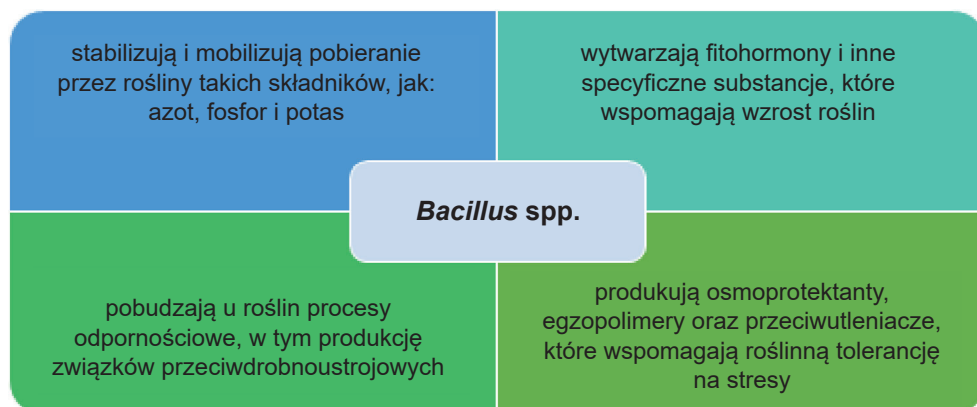 stabilizują i mobilizują pobieranie
przez rośliny takich składników, jak:
azot, fosfor i potas
wytwarzają fitohormony i inne
specyficzne substancje, które
wspomagają wzrost roślin
Bacillus spp.
pobudzają u roślin procesy
odpornościowe, w tym produkcję
związków przeciwdrobnoustrojowych
produkują osmoprotektanty,
egzopolimery oraz przeciwutleniacze,
które wspomagają roślinną tolerancję
na stresy